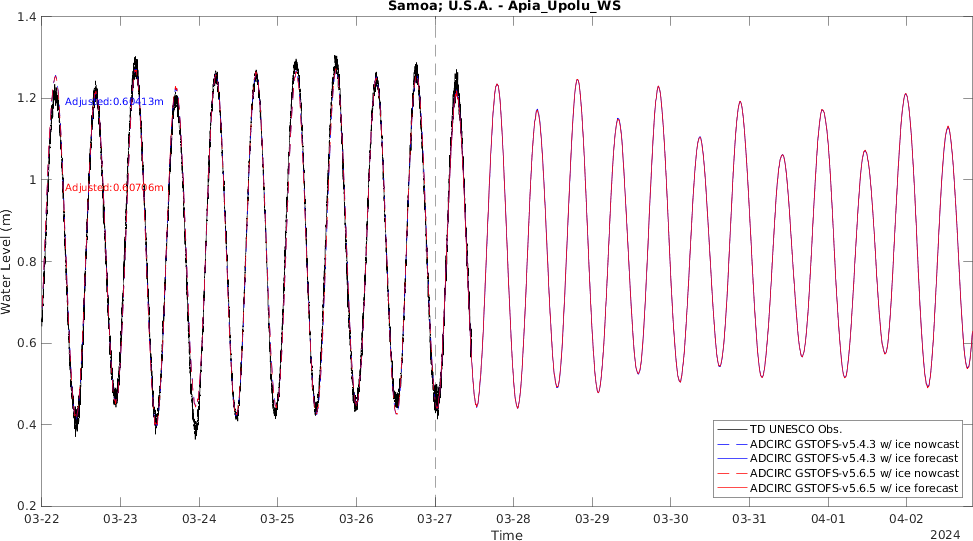 Samoa; U.S.A. - Apia_Upolu_WS
1.4
1.2
1
0.8
0.6
0.4
0.2
Water Level (m)
Adjusted:0.60413m
Adjusted:0.60706m
TD UNESCO Obs.
ADCIRC GSTOFS-v5.4.3 w/ ice nowcast
ADCIRC GSTOFS-v5.4.3 w/ ice forecast
ADCIRC GSTOFS-v5.6.5 w/ ice nowcast
ADCIRC GSTOFS-v5.6.5 w/ ice forecast
03-22 03-23 03-24 03-25 03-26 03-27 03-28 03-29 03-30 03-31 04-01 04-02
Time
2024